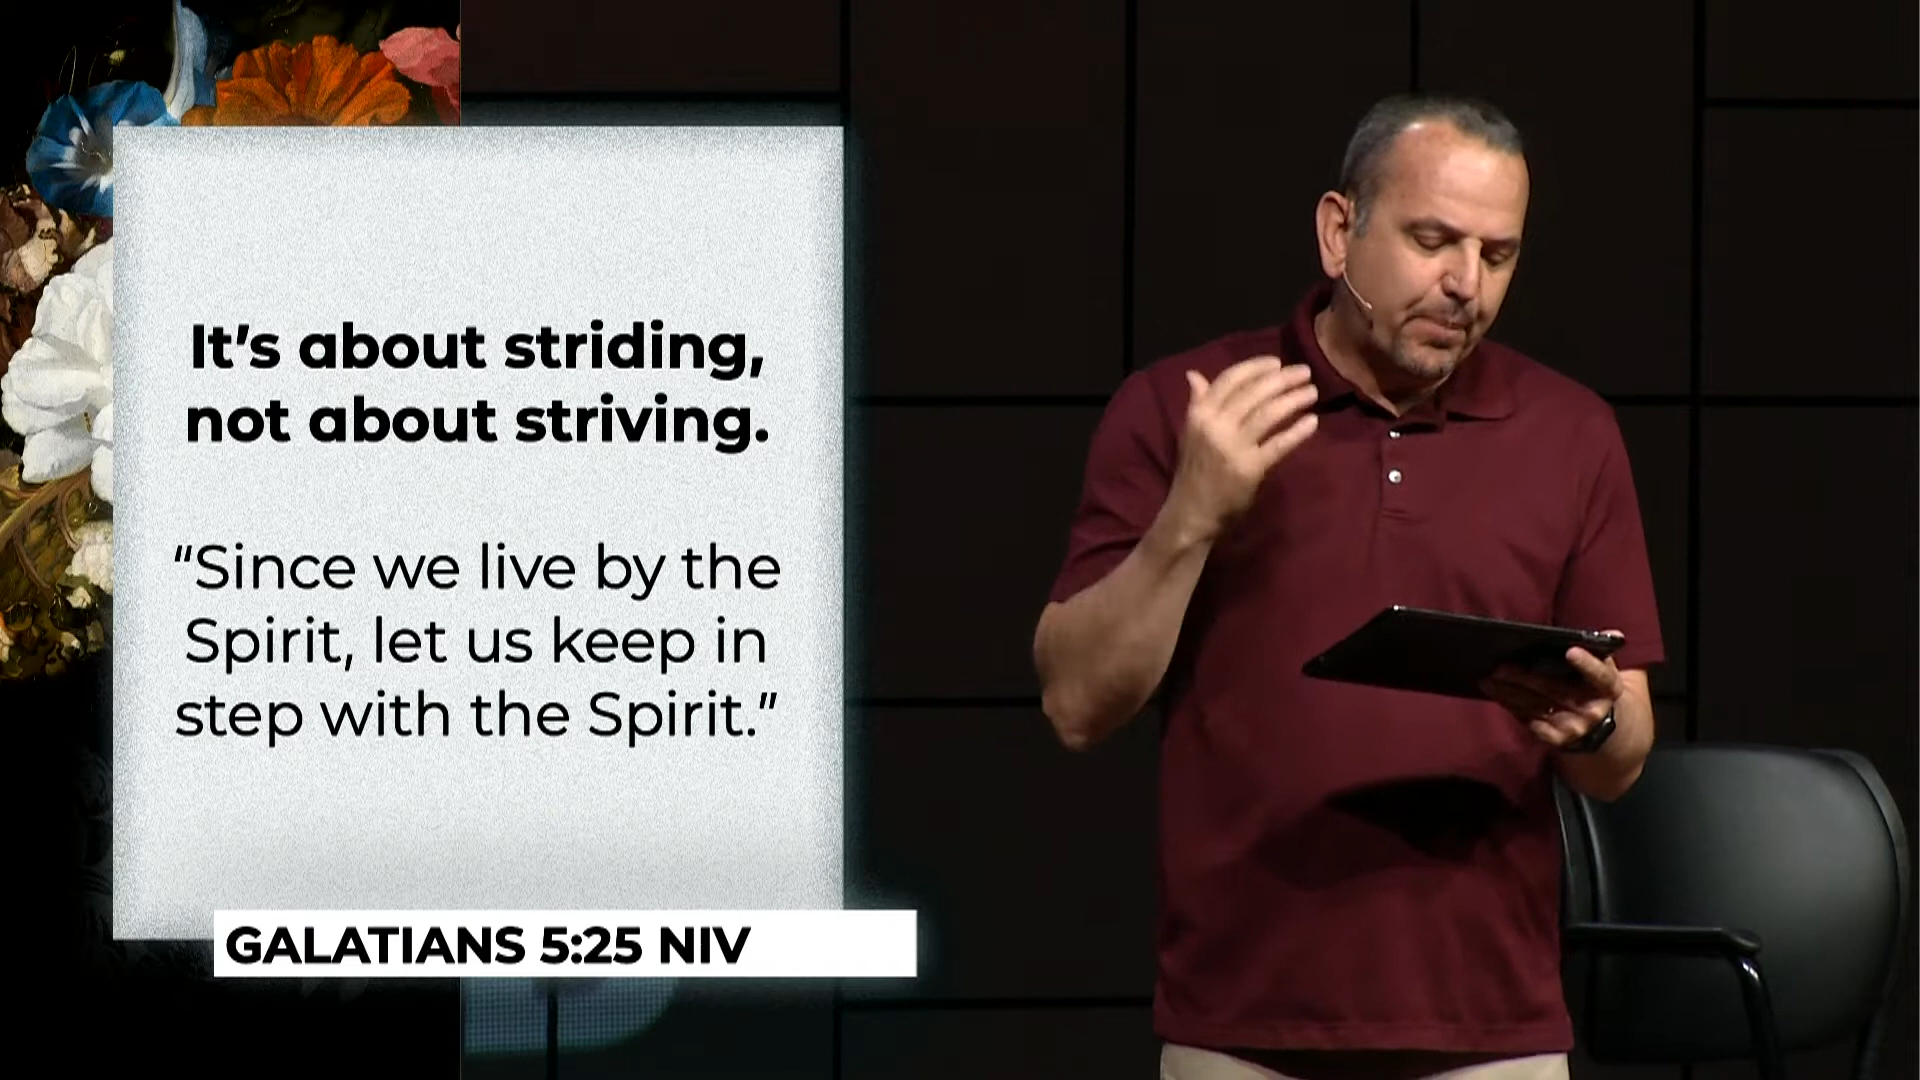 It’s about striding,
not about striving.
"Since we live by the
Spirit, let us keep in
step with the Spirit."
GALATIANS 5:25 NIV